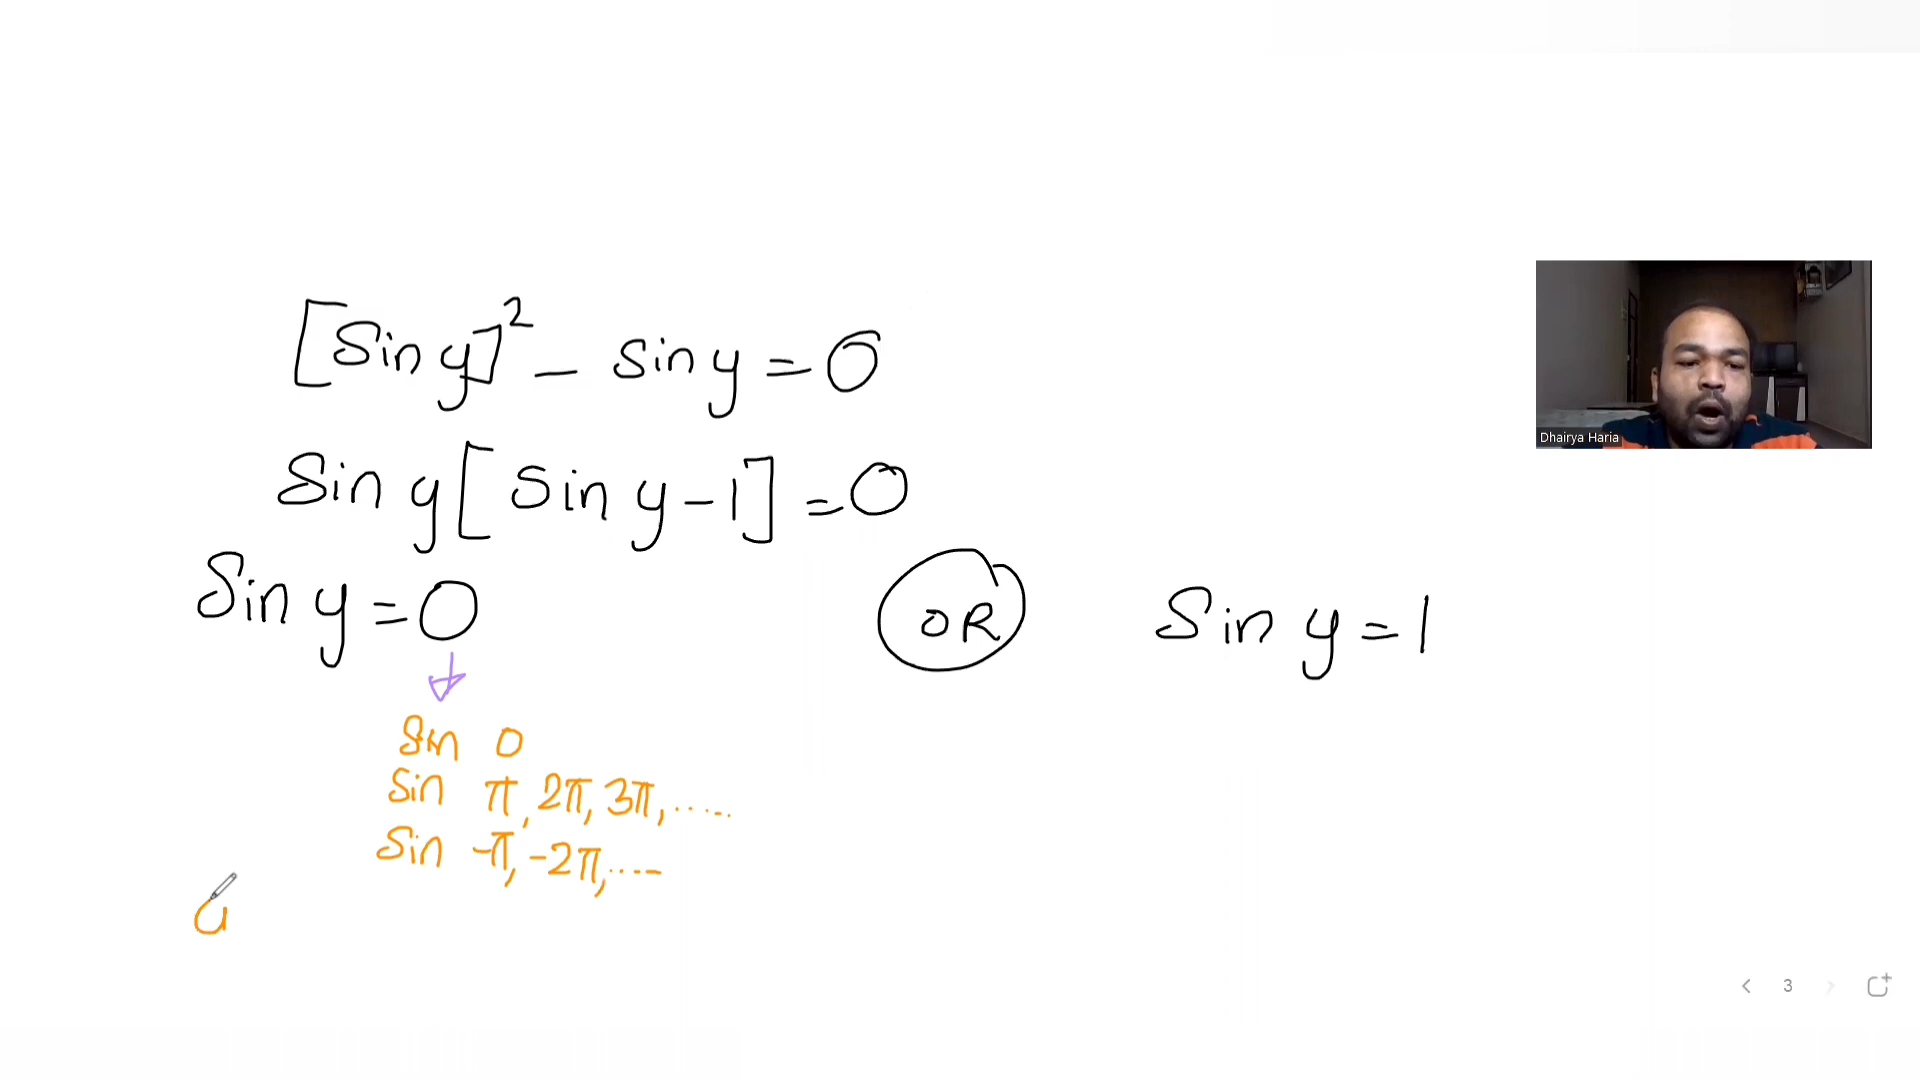 [Sin y]² - sin y = 0
Sin y [ Sin y - 1 ] = 0
Sin y = 0 OR Sin y = 1
Sin 0
Sin π, 2π, 3π, .....
Sin -π, -2π, .....
Dhairya Haria
3